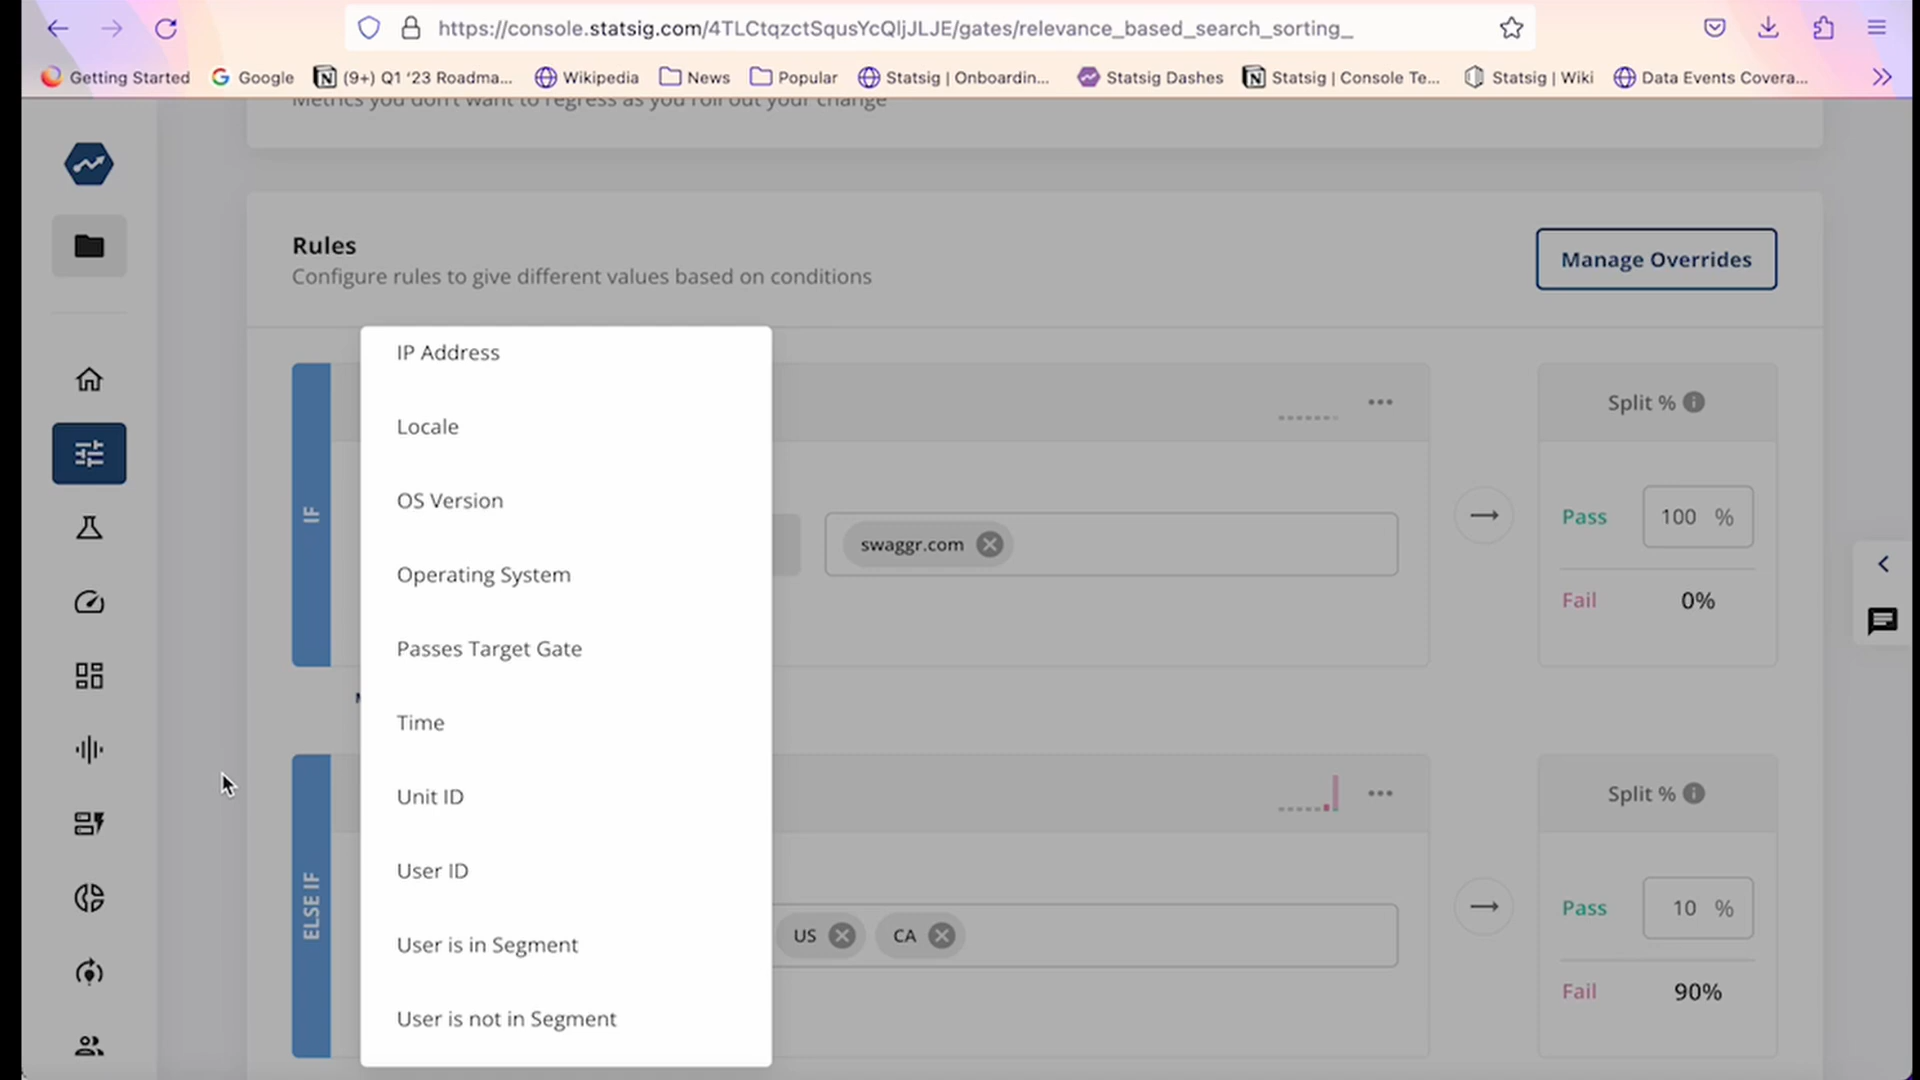 https://console.statsig.com/4TLCtqzctSqusYcQljJLJE/gates/relevance_based_search_sorting_
Getting Started
Google
(9+) Q1 '23 Roadma...
Wikipedia
News
Popular
Statsig | Onboardin...
Statsig Dashes
Statsig | Console Te...
Statsig | Wiki
Data Events Covera...
Metrics you don't want to regress as you roll out your change
Rules
Configure rules to give different values based on conditions
Manage Overrides
IP Address
Locale
OS Version
Operating System
Passes Target Gate
Time
Unit ID
User ID
User is in Segment
User is not in Segment
IF
swaggr.com
Split %
Pass 100 %
Fail 0%
ELSE IF
US
CA
Split %
Pass 10 %
Fail 90%